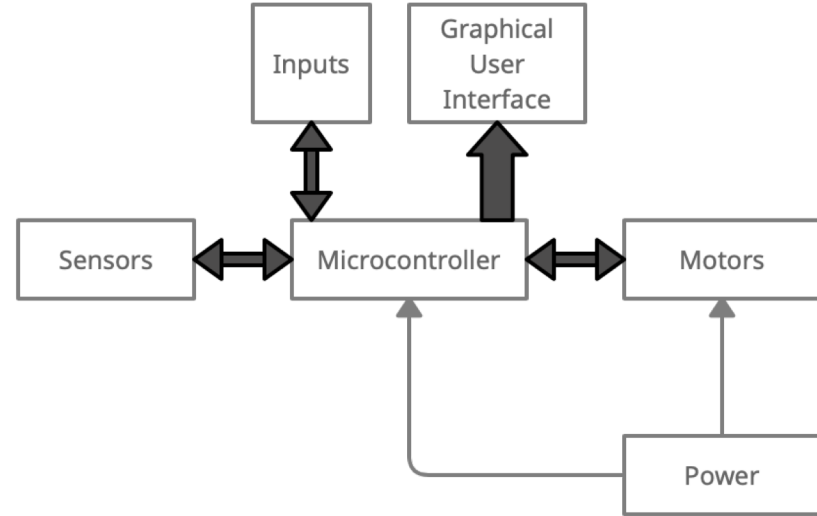 Inputs
Graphical
User
Interface
Sensors
Microcontroller
Motors
Power